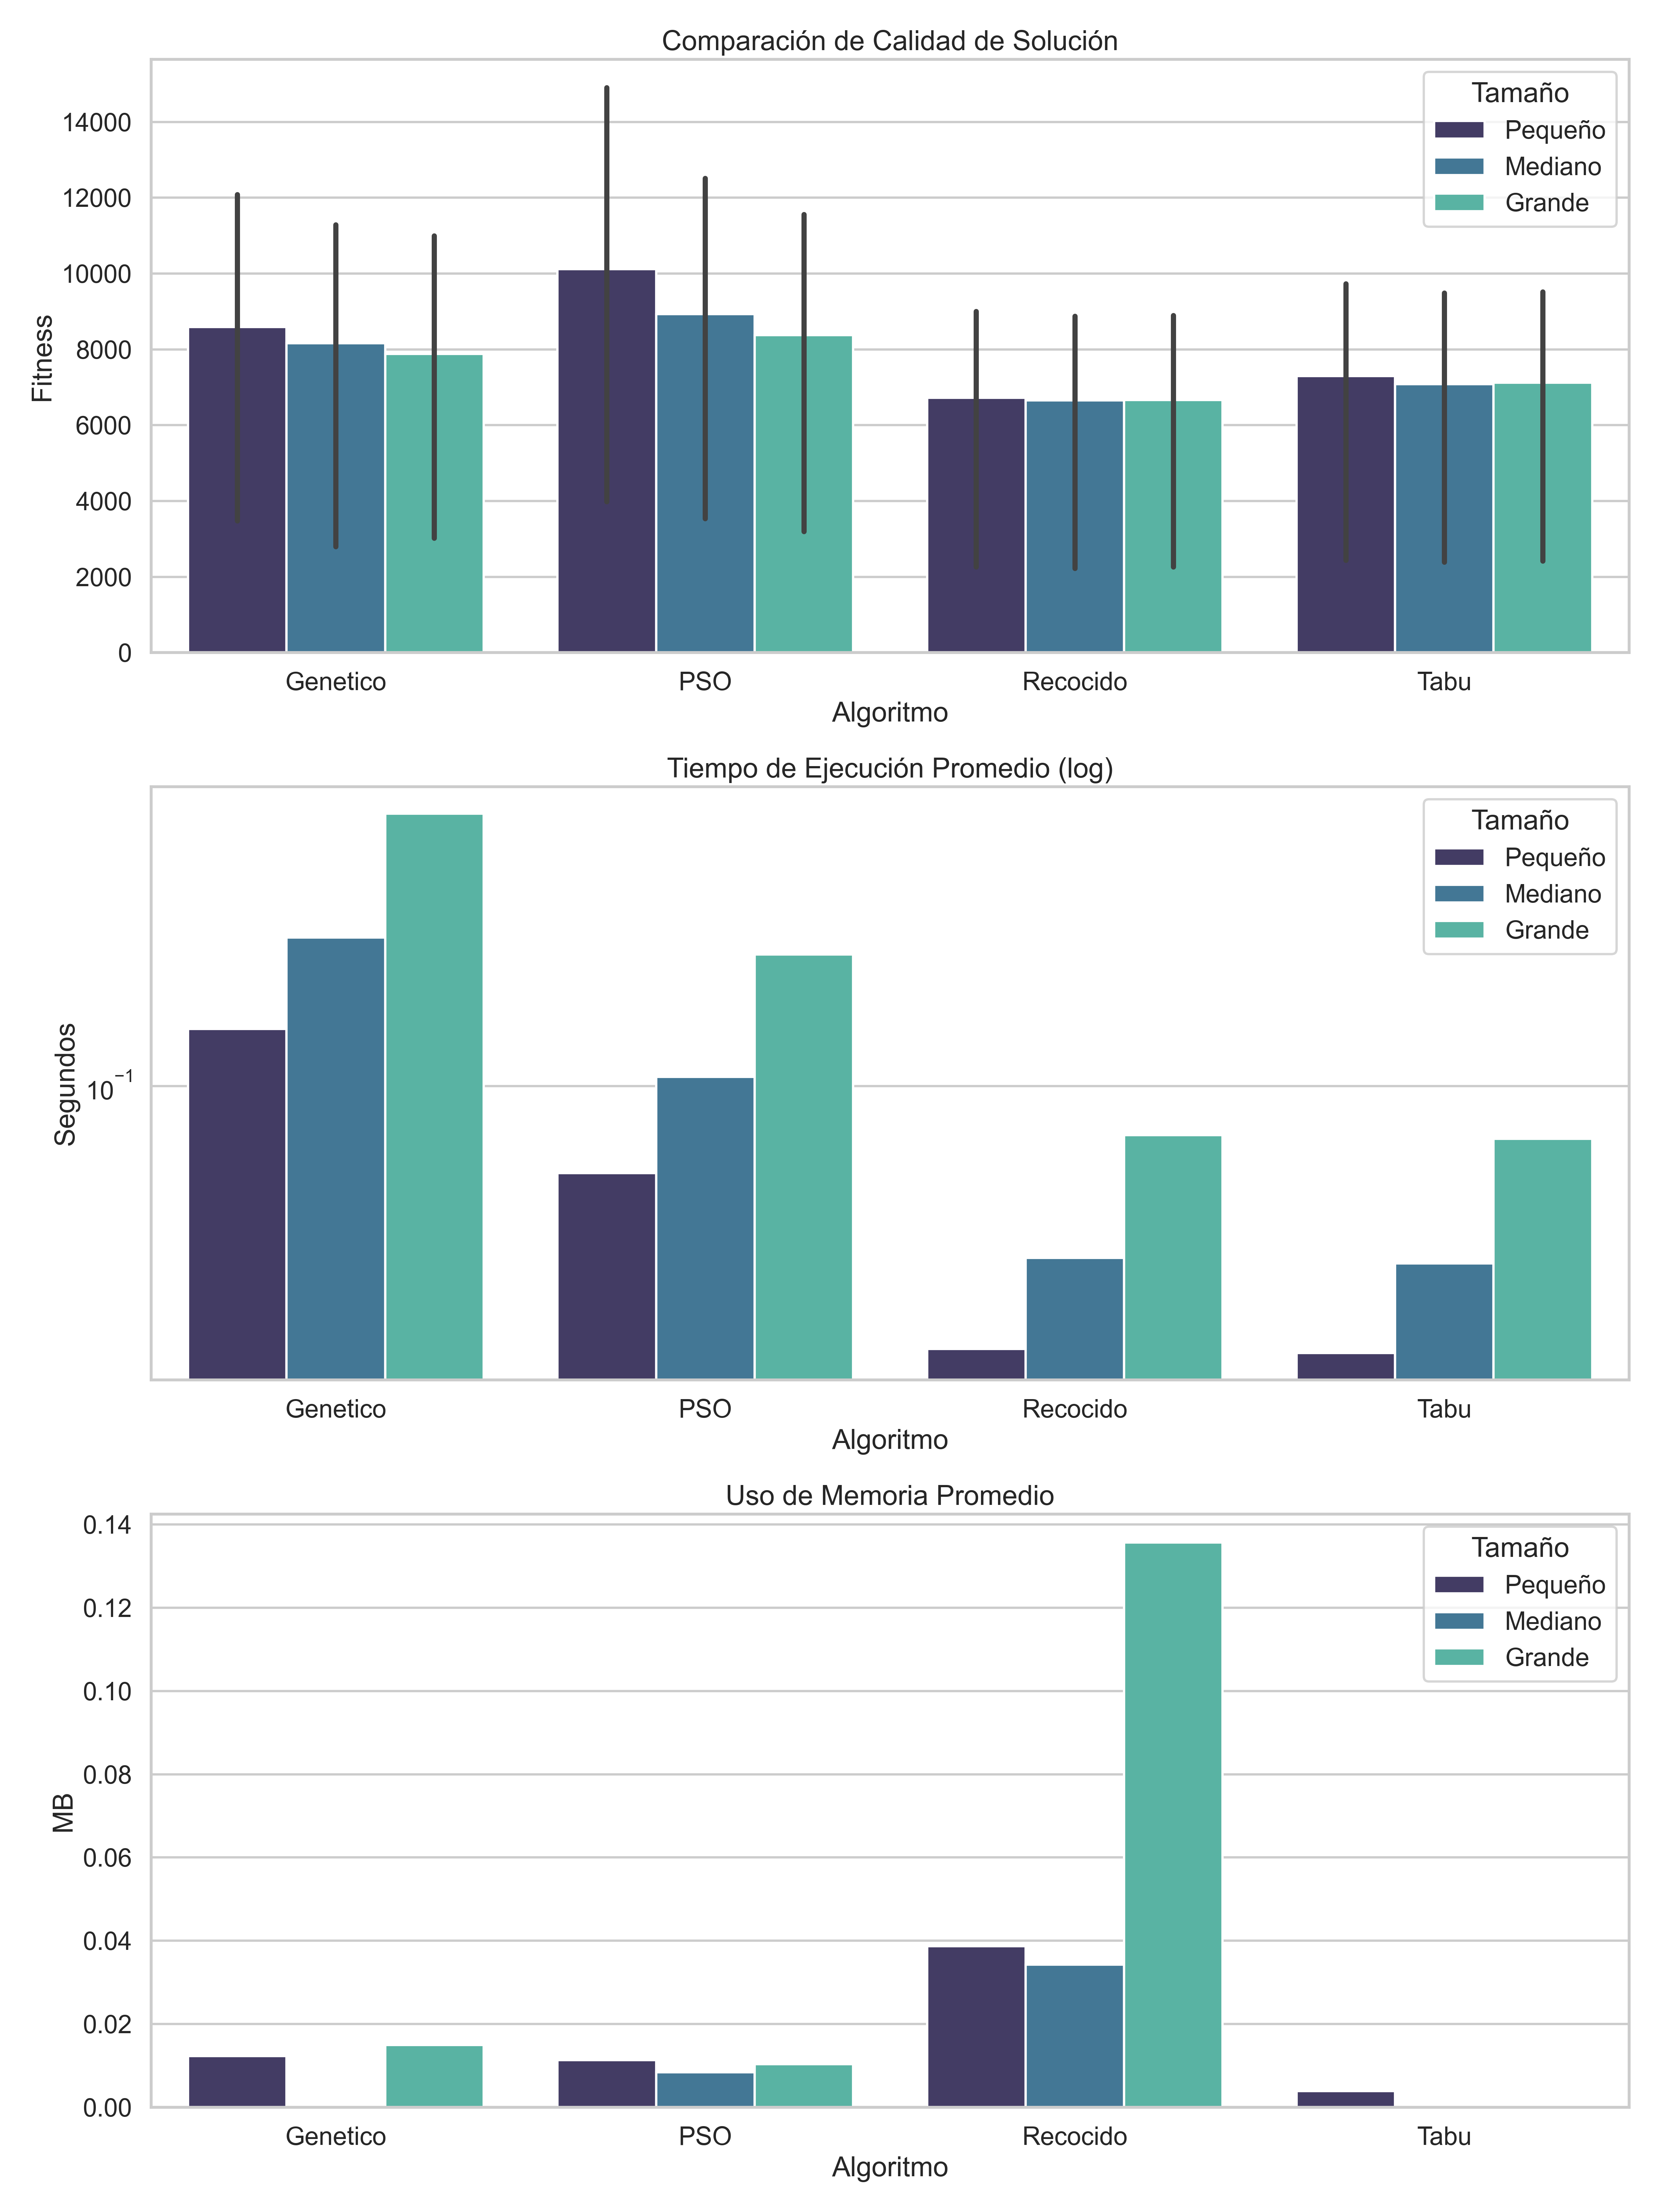 Comparación de Calidad de Solución
Fitness
14000
12000
10000
8000
6000
4000
2000
0
Tamaño
Pequeño
Mediano
Grande
Genetico
PSO
Recocido
Tabu
Algoritmo
Tiempo de Ejecución Promedio (log)
Segundos
10⁻¹
Tamaño
Pequeño
Mediano
Grande
Genetico
PSO
Recocido
Tabu
Algoritmo
Uso de Memoria Promedio
MB
0.14
0.12
0.10
0.08
0.06
0.04
0.02
0.00
Tamaño
Pequeño
Mediano
Grande
Genetico
PSO
Recocido
Tabu
Algoritmo